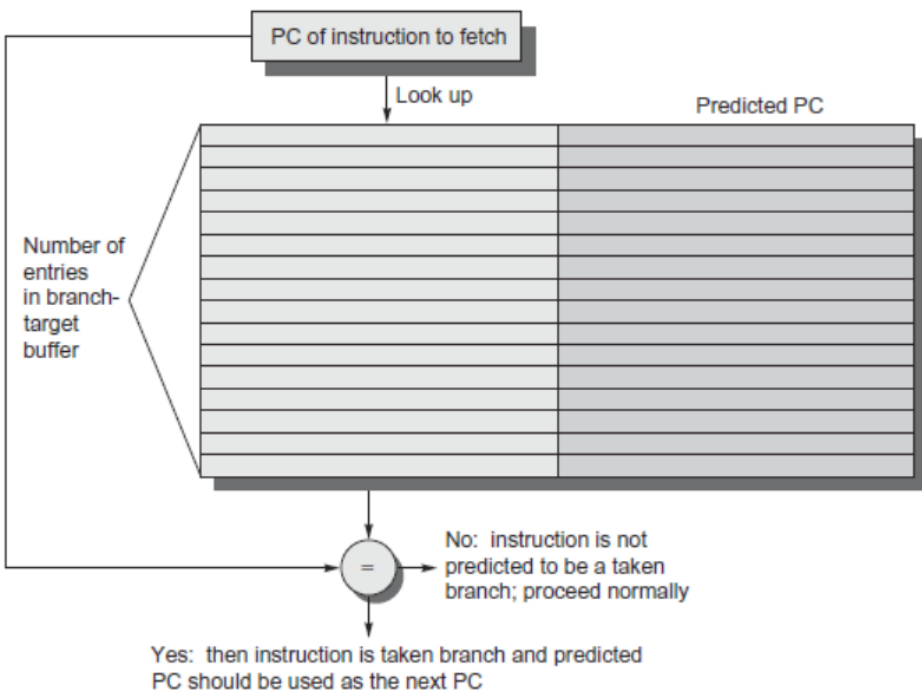 PC of instruction to fetch
Look up
Predicted PC
Number of
entries
in branch-
target
buffer
=
No: instruction is not
predicted to be a taken
branch; proceed normally
Yes: then instruction is taken branch and predicted
PC should be used as the next PC